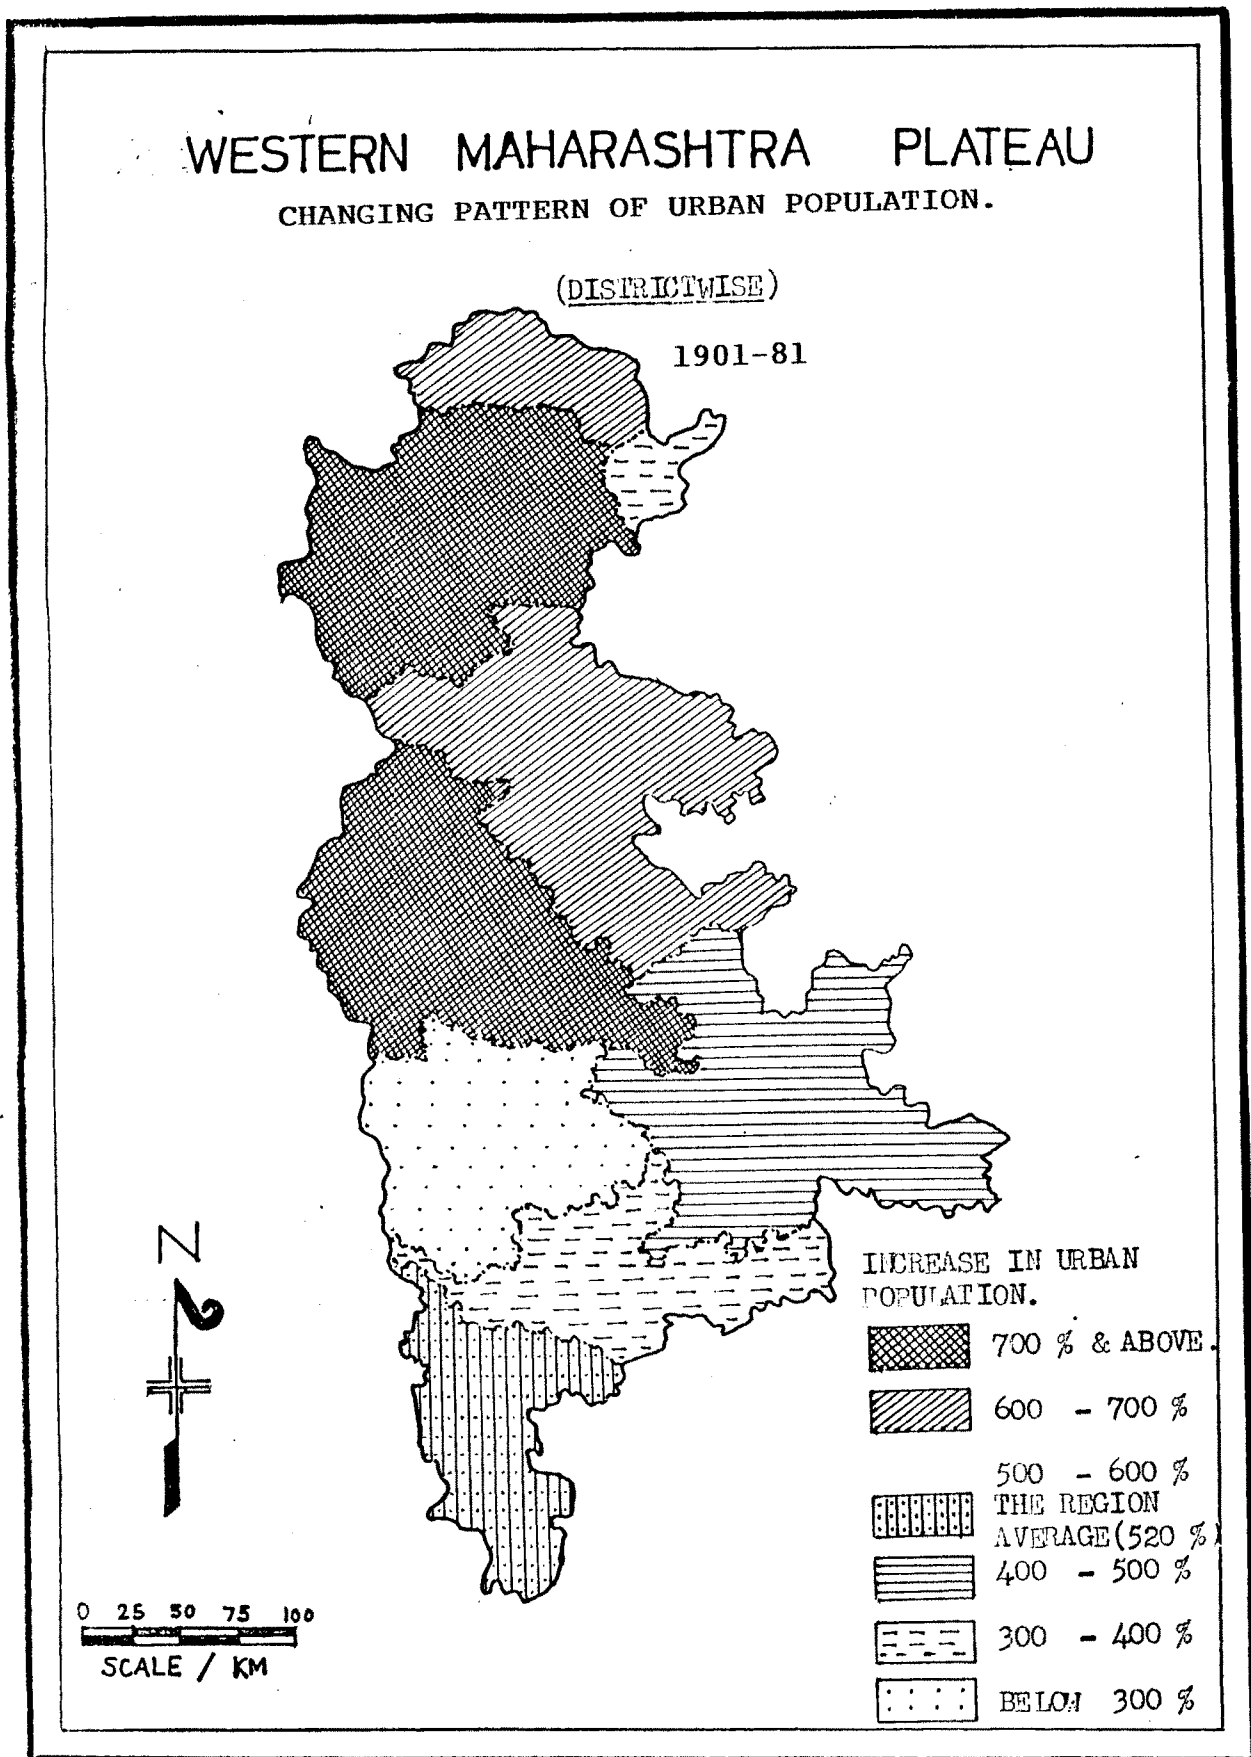 WESTERN MAHARASHTRA PLATEAU
CHANGING PATTERN OF URBAN POPULATION.
(DISTRICTWISE)
1901-81
N
INCREASE IN URBAN
POPULATION.
700 % & ABOVE.
600 - 700 %
500 - 600 %
THE REGION
AVERAGE(520 %)
400 - 500 %
300 - 400 %
BELOW 300 %
0 25 50 75 100
SCALE / KM